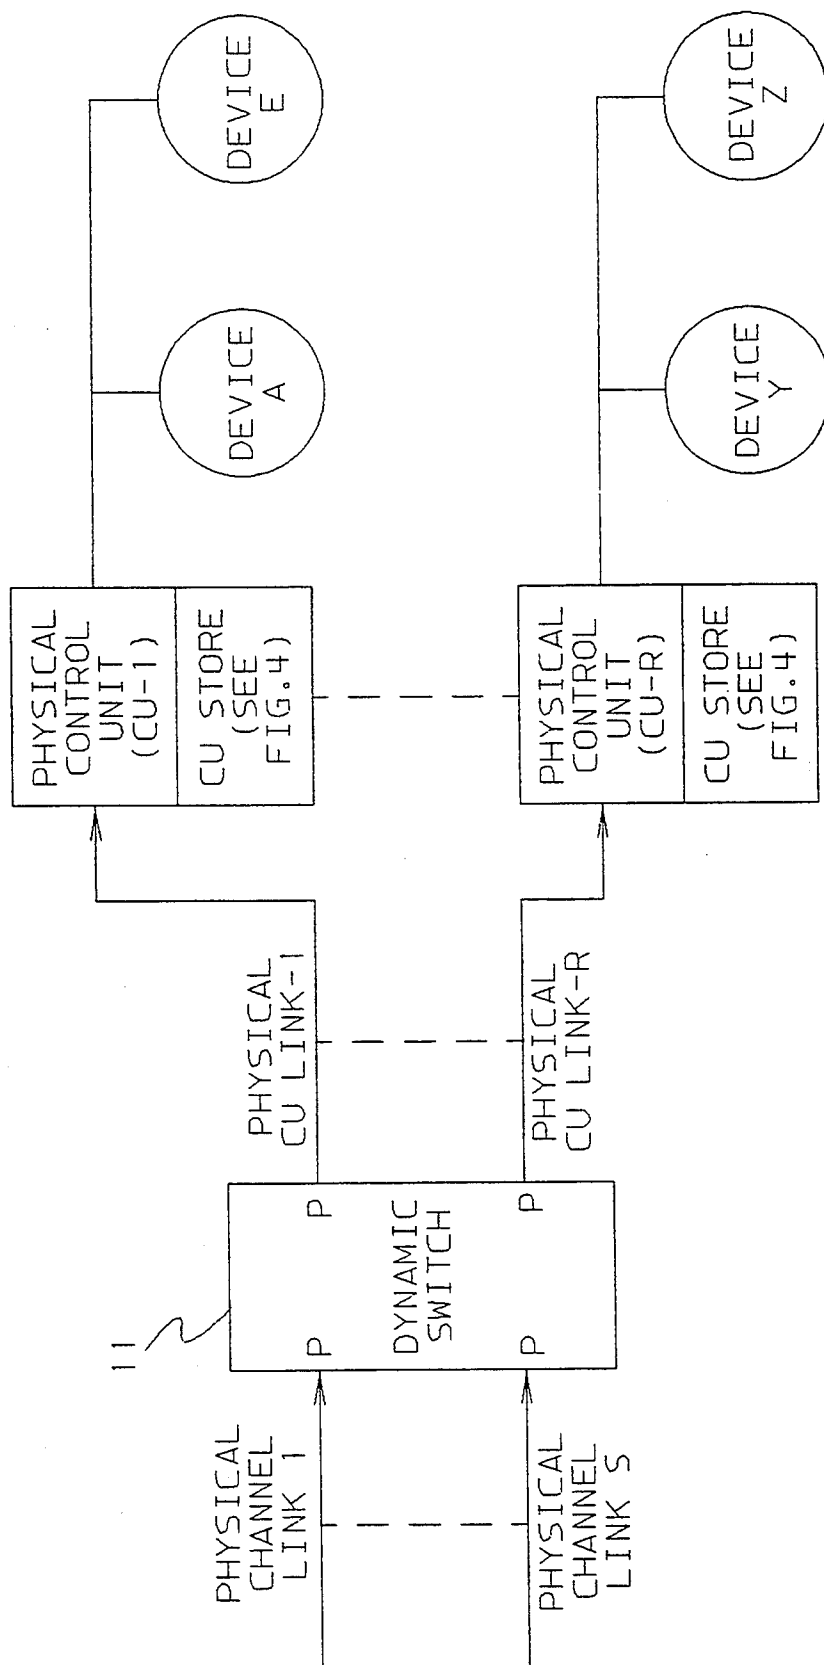 PHYSICAL
CHANNEL
LINK 1
PHYSICAL
CHANNEL
LINK S
11
P
P
DYNAMIC
SWITCH
P
P
PHYSICAL
CU LINK-1
PHYSICAL
CU LINK-R
PHYSICAL
CONTROL
UNIT
(CU-1)
CU STORE
(SEE
FIG.4)
PHYSICAL
CONTROL
UNIT
(CU-R)
CU STORE
(SEE
FIG.4)
DEVICE
A
DEVICE
E
DEVICE
Y
DEVICE
Z